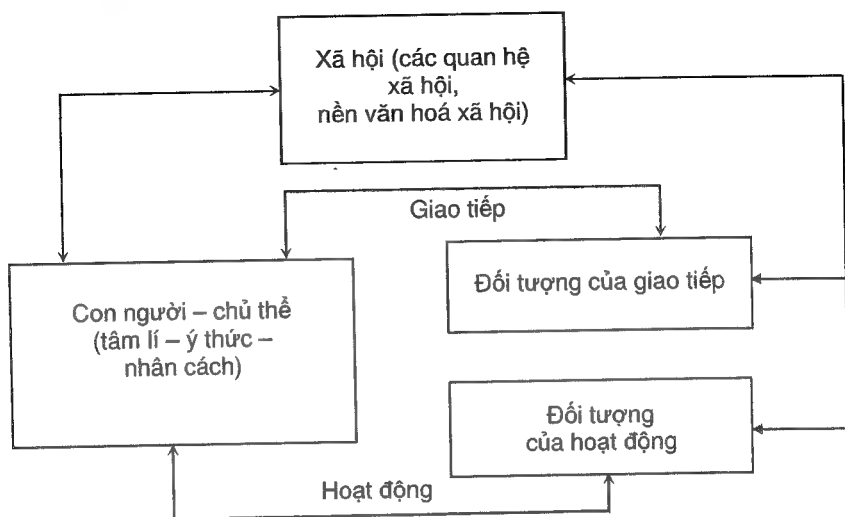 Xã hội (các quan hệ
xã hội,
nền văn hoá xã hội)
Giao tiếp
Đối tượng của giao tiếp
Con người – chủ thể
(tâm lí – ý thức –
nhân cách)
Đối tượng
của hoạt động
Hoạt động